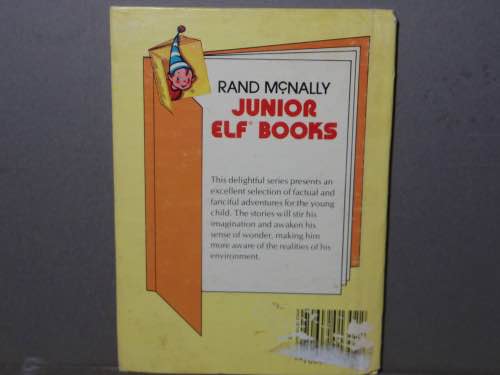 RAND McNALLY
JUNIOR
ELF® BOOKS
This delightful series presents an
excellent selection of factual and
fanciful adventures for the young
child. The stories will stir his
imagination and awaken his
sense of wonder, making him
more aware of the realities of his
environment.